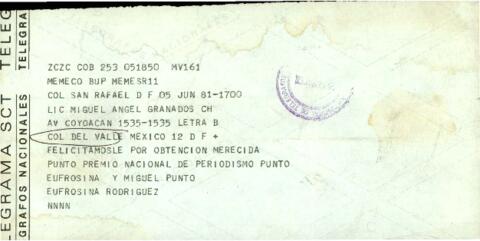 TELEGRAMA SCT TELEG
TELEGRAFOS NACIONALES TELEGRA
ZCZC COB 253 051850 MV161
MEMECO BUP MEMESR11
COL SAN RAFAEL D F 05 JUN 81-1700
LIC MIGUEL ANGEL GRANADOS CH
AV COYOACAN 1535-1535 LETRA B
COL DEL VALLE MEXICO 12 D F +
FELICITAMOSLE POR OBTENCION MERECIDA
PUNTO PREMIO NACIONAL DE PERIODISMO PUNTO
EUFROSINA Y MIGUEL PUNTO
EUFROSINA RODRIGUEZ
NNNN